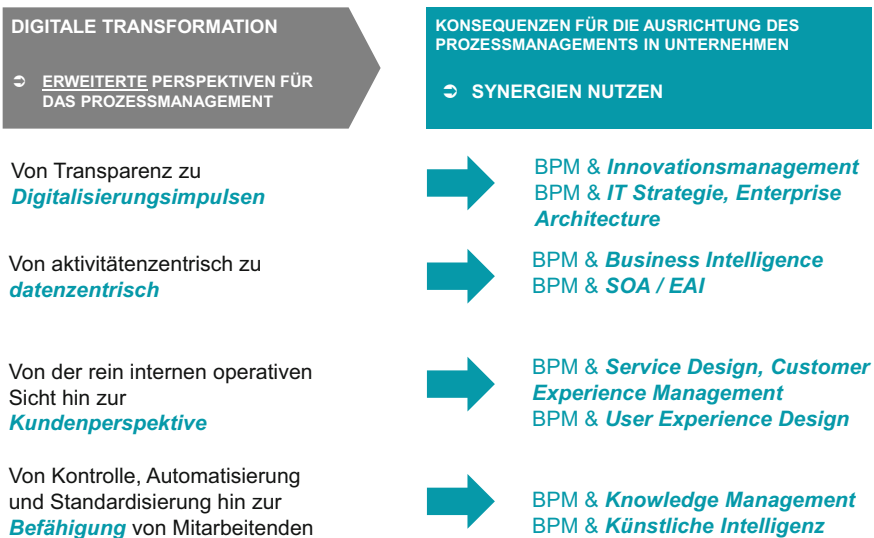 DIGITALE TRANSFORMATION
➲ ERWEITERTE PERSPEKTIVEN FÜR
DAS PROZESSMANAGEMENT
KONSEQUENZEN FÜR DIE AUSRICHTUNG DES
PROZESSMANAGEMENTS IN UNTERNEHMEN
➲ SYNERGIEN NUTZEN
Von Transparenz zu
Digitalisierungsimpulsen
BPM & Innovationsmanagement
BPM & IT Strategie, Enterprise
Architecture
Von aktivitätenzentrisch zu
datenzentrisch
BPM & Business Intelligence
BPM & SOA / EAI
Von der rein internen operativen
Sicht hin zur
Kundenperspektive
BPM & Service Design, Customer
Experience Management
BPM & User Experience Design
Von Kontrolle, Automatisierung
und Standardisierung hin zur
Befähigung von Mitarbeitenden
BPM & Knowledge Management
BPM & Künstliche Intelligenz